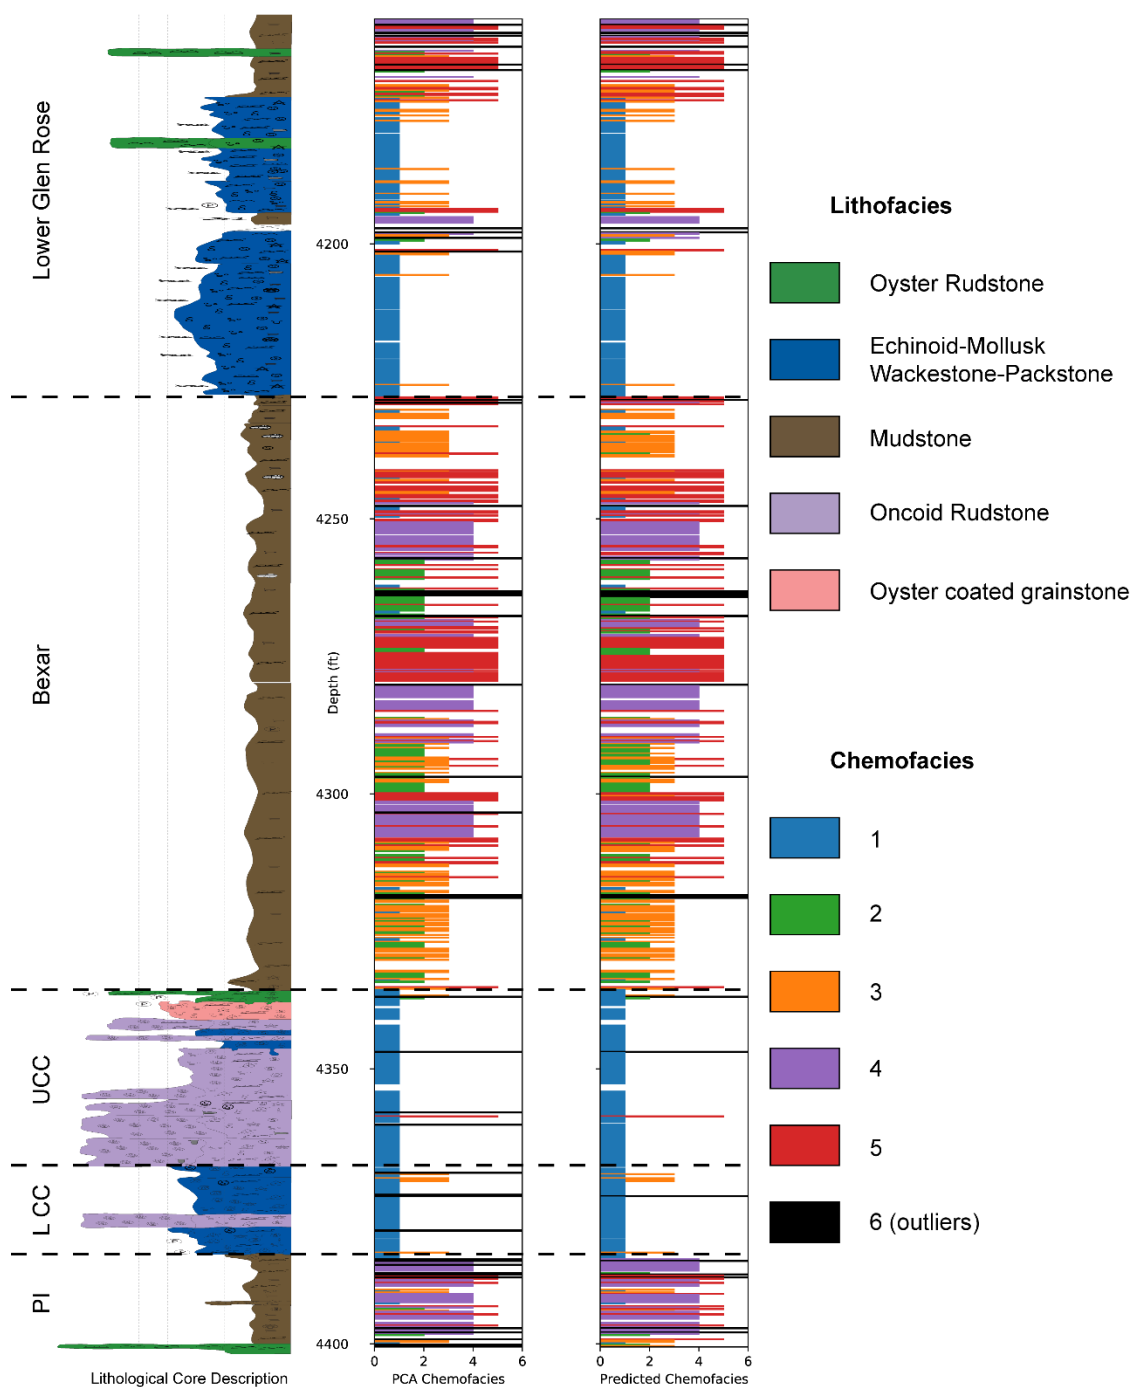 Lower Glen Rose
Bexar
UCC
LCC
PI
Lithological Core Description
Depth (ft)
4200
4250
4300
4350
4400
0 2 4 6
PCA Chemofacies
0 2 4 6
Predicted Chemofacies
Lithofacies
Oyster Rudstone
Echinoid-Mollusk
Wackestone-Packstone
Mudstone
Oncoid Rudstone
Oyster coated grainstone
Chemofacies
1
2
3
4
5
6 (outliers)